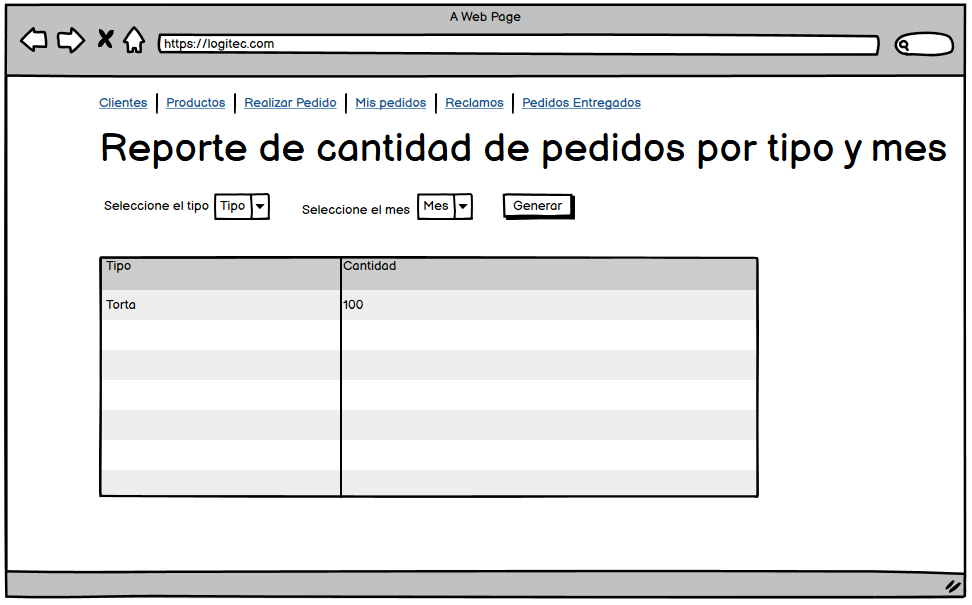 A Web Page
https://logitec.com
Clientes Productos Realizar Pedido Mis pedidos Reclamos Pedidos Entregados
Reporte de cantidad de pedidos por tipo y mes
Seleccione el tipo Tipo Seleccione el mes Mes Generar
Tipo Cantidad
Torta 100